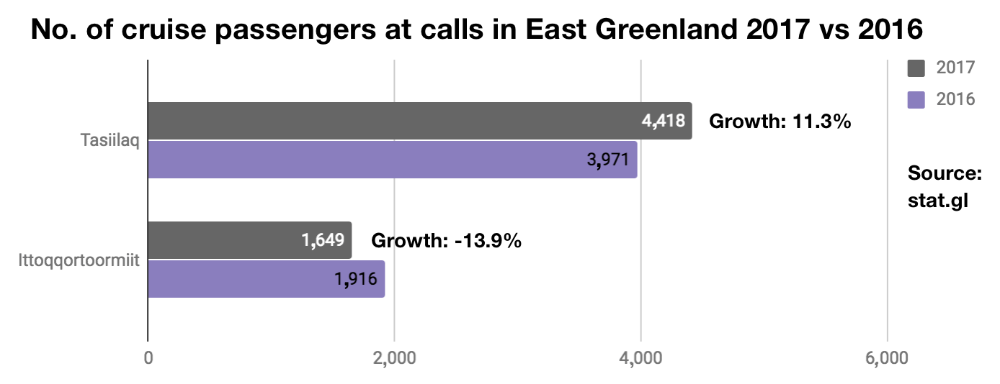 No. of cruise passengers at calls in East Greenland 2017 vs 2016
2017
2016
Tasiilaq
4,418
Growth: 11.3%
3,971
Source:
stat.gl
Ittoqqortoormiit
1,649
Growth: -13.9%
1,916
0
2,000
4,000
6,000